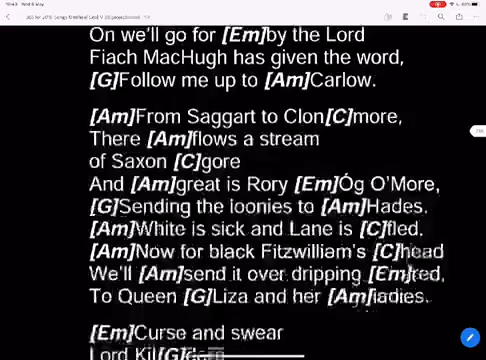 On we'll go for [Em]by the Lord
Fiach MacHugh has given the word,
[G]Follow me up to [Am]Carlow.
[Am]From Saggart to Clon[C]more,
There [Am]flows a stream
of Saxon [C]gore
And [Am]great is Rory [Em]Óg O'More,
[G]Sending the loonies to [Am]Hades.
[Am]White is sick and Lane is [C]fled.
[Am]Now for black Fitzwilliam's [C]head
We'll [Am]send it over dripping [Em]red,
To Queen [G]Liza and her [Am]ladies.
[Em]Curse and swear
Lord Kil[G]dare